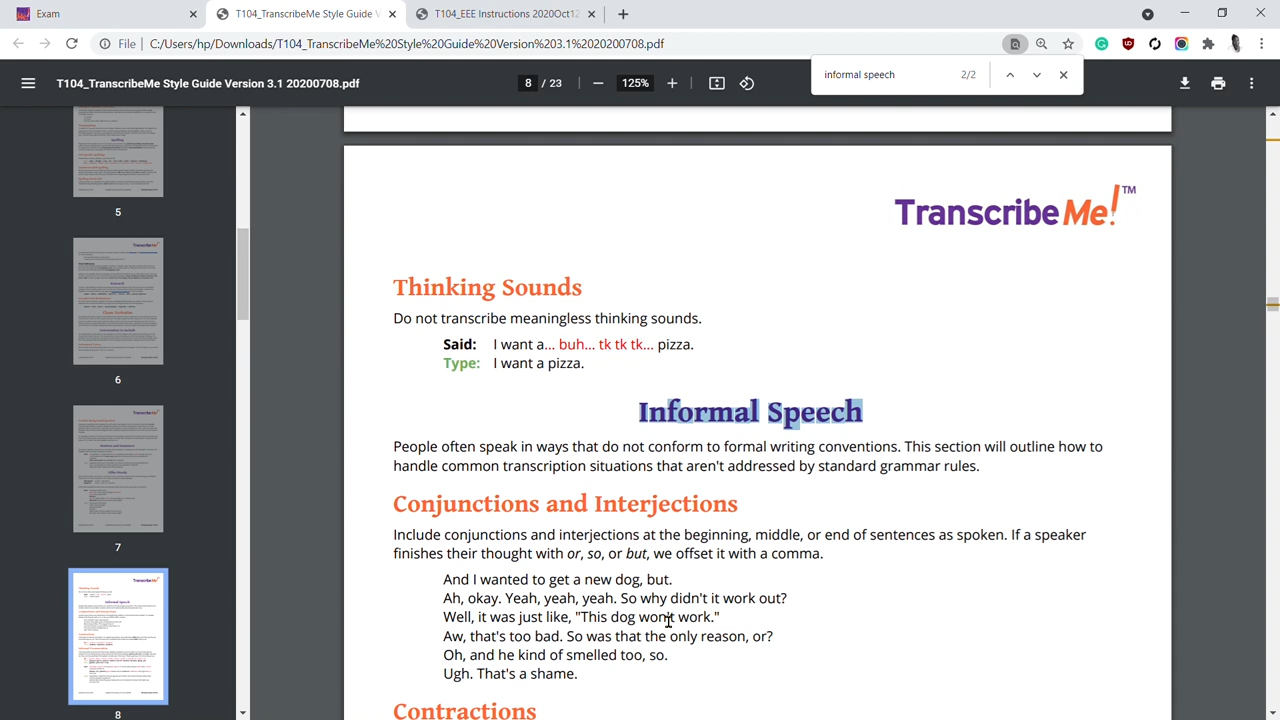 Exam
T104_TranscribeMe Style Guide V
T104_EEE Instructions 2020Oct12
File
C:/Users/hp/Downloads/T104_TranscribeMe%20Style%20Guide%20Version%203.1%2020200708.pdf
informal speech 2/2
T104_TranscribeMe Style Guide Version 3.1 20200708.pdf
8 / 23
125%
5
6
7
8
TranscribeMe!™
Thinking Sounds
Do not transcribe meaningless thinking sounds.
Said: I want a... buh... tk tk tk... pizza.
Type: I want a pizza.
Informal Speech
People often speak in ways that do not conform to formal writing conventions. This section will outline how to
handle common transcription situations that aren't addressed by standard grammar rules.
Conjunctions and Interjections
Include conjunctions and interjections at the beginning, middle, or end of sentences as spoken. If a speaker
finishes their thought with or, so, or but, we offset it with a comma.
And I wanted to get a new dog, but.
Ah, okay. Yeah, yeah, yeah. So why didn't it work out?
Well, it was just like, "This dog won't work.
that's a shame. So was that the only reason, or?
and he kind of smelled too, so.
Ugh. That's a shame.
Contractions